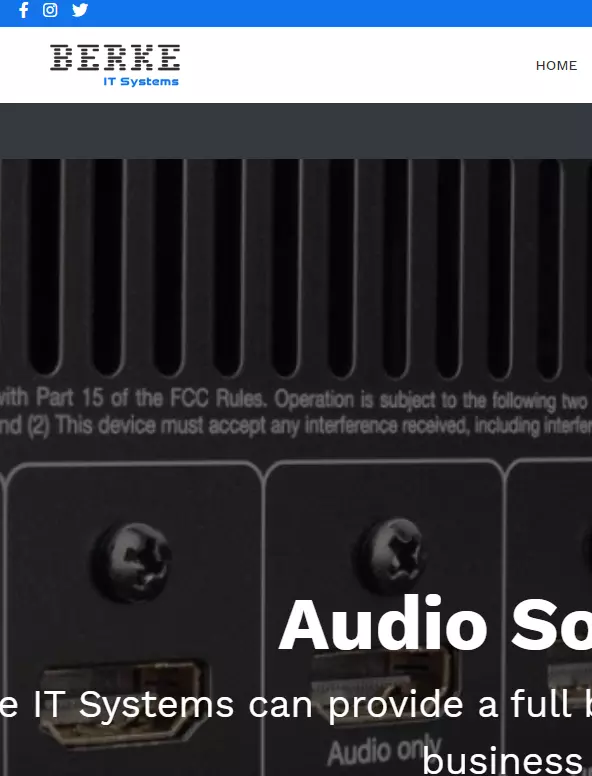 BERKE
IT Systems
HOME
with Part 15 of the FCC Rules. Operation is subject to the following two
nd (2) This device must accept any interference received, including interfer
Audio So
e IT Systems can provide a full b
Audio only
business